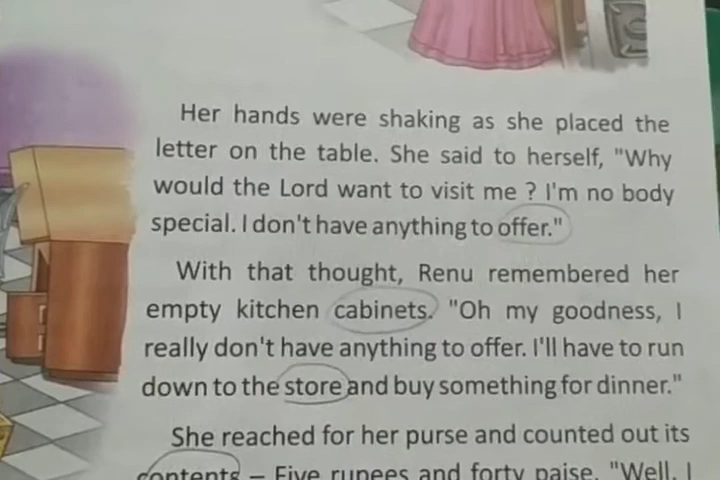 Her hands were shaking as she placed the
letter on the table. She said to herself, "Why
would the Lord want to visit me ? I'm no body
special. I don't have anything to offer."
With that thought, Renu remembered her
empty kitchen cabinets. "Oh my goodness, I
really don't have anything to offer. I'll have to run
down to the store and buy something for dinner."
She reached for her purse and counted out its
contents – Five rupees and forty paise. "Well, I